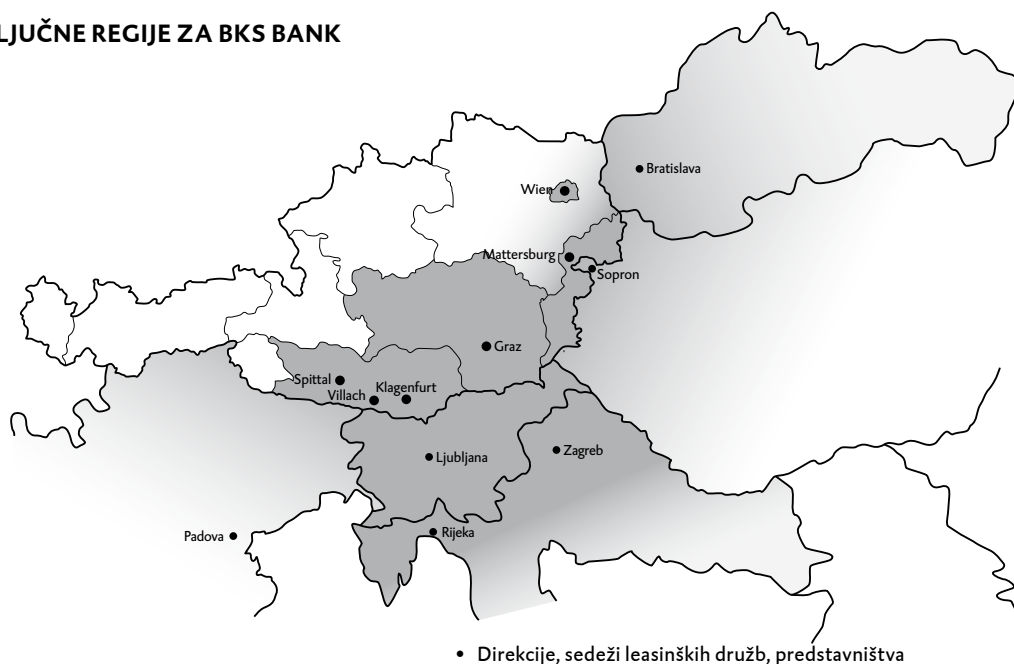 LJUČNE REGIJE ZA BKS BANK
Bratislava
Wien
Mattersburg
Sopron
Graz
Spittal
Klagenfurt
Villach
Ljubljana
Zagreb
Rijeka
Padova
• Direkcije, sedeži leasinških družb, predstavništva